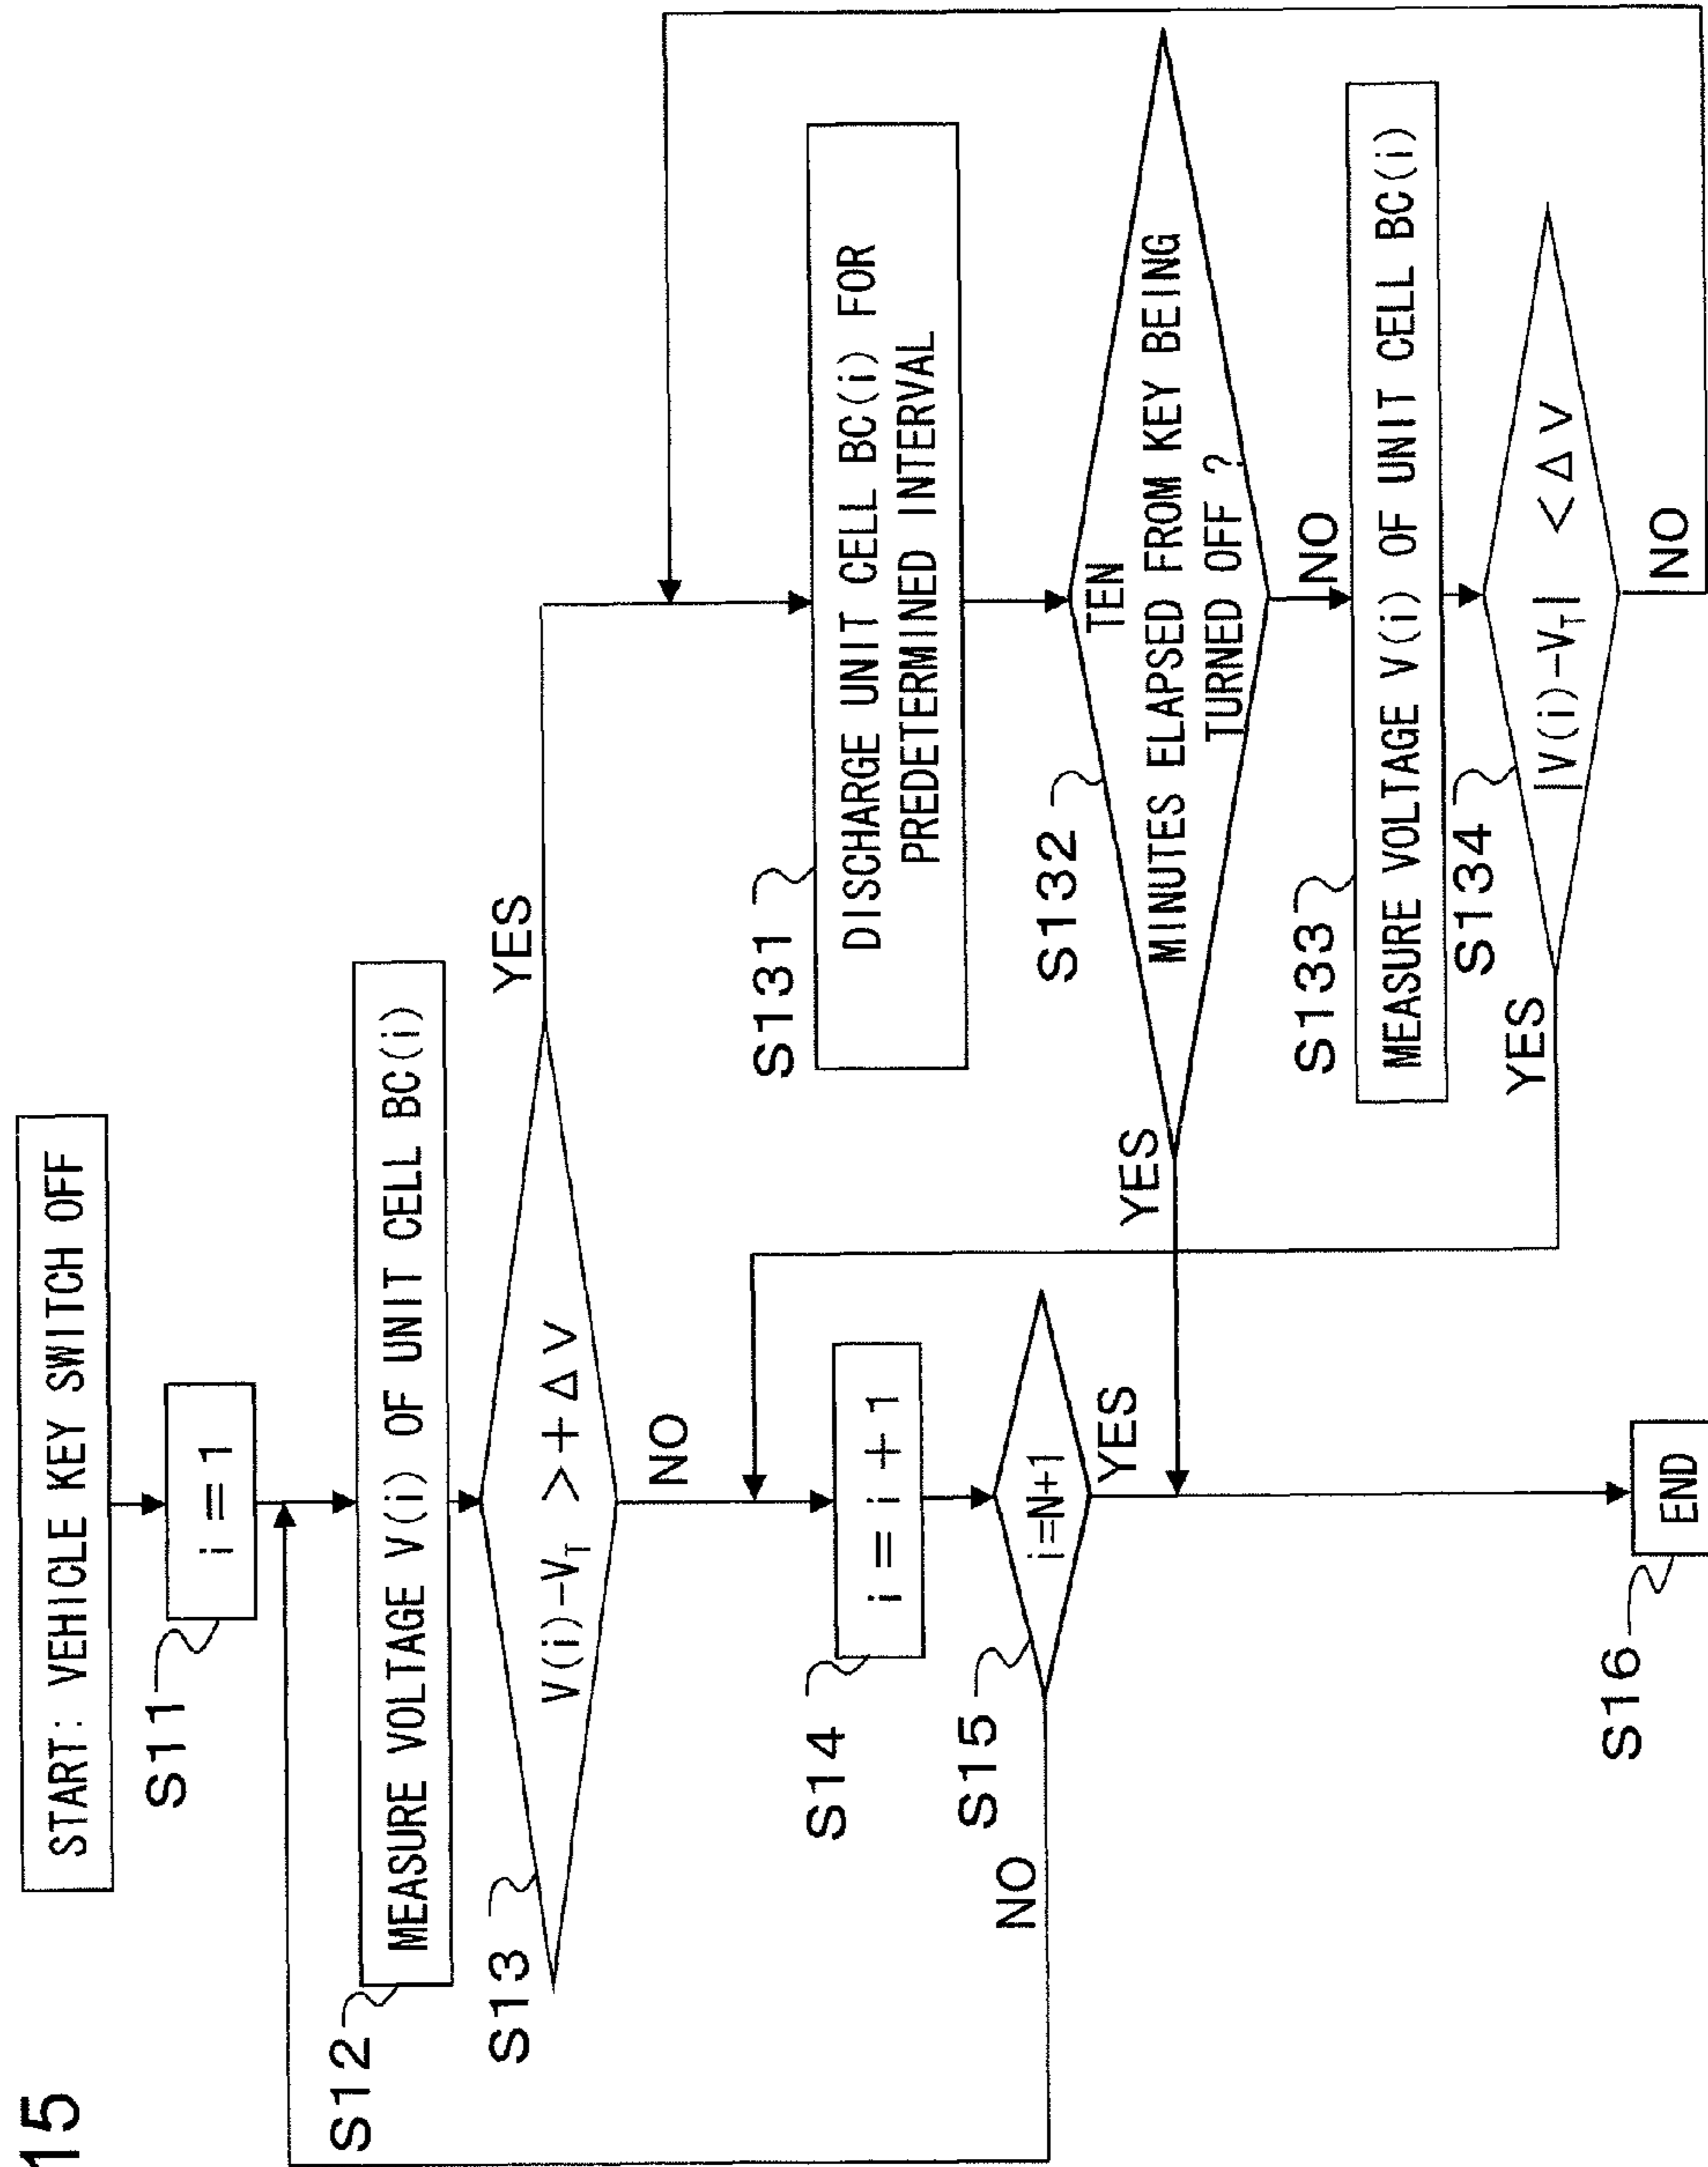 15
START: VEHICLE KEY SWITCH OFF
S11
i = 1
S12
MEASURE VOLTAGE V(i) OF UNIT CELL BC(i)
S13
V(i)-VT > + Δ V
YES
NO
S14
i = i + 1
S15
i=N+1
NO
YES
S131
DISCHARGE UNIT CELL BC(i) FOR
PREDETERMINED INTERVAL
S132
TEN
MINUTES ELAPSED FROM KEY BEING
TURNED OFF ?
YES
NO
S133
MEASURE VOLTAGE V(i) OF UNIT CELL BC(i)
S134
|V(i)-VT| < Δ V
YES
NO
S16
END